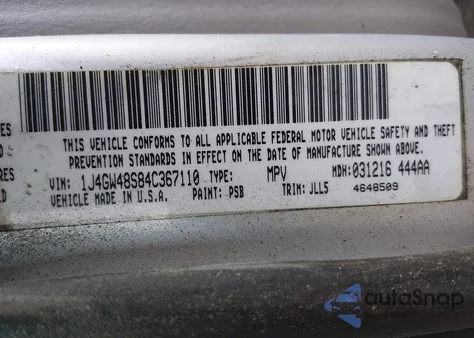 ES
R
THIS VEHICLE CONFORMS TO ALL APPLICABLE FEDERAL MOTOR VEHICLE SAFETY AND THEFT
PREVENTION STANDARDS IN EFFECT ON THE DATE OF MANUFACTURE SHOWN ABOVE.
VIN: 1J4GW48S84C367110 TYPE: MPV MDH: 031216 444AA
VEHICLE MADE IN U.S.A. PAINT: PSB TRIM: JLL5 4648509
autoSnap